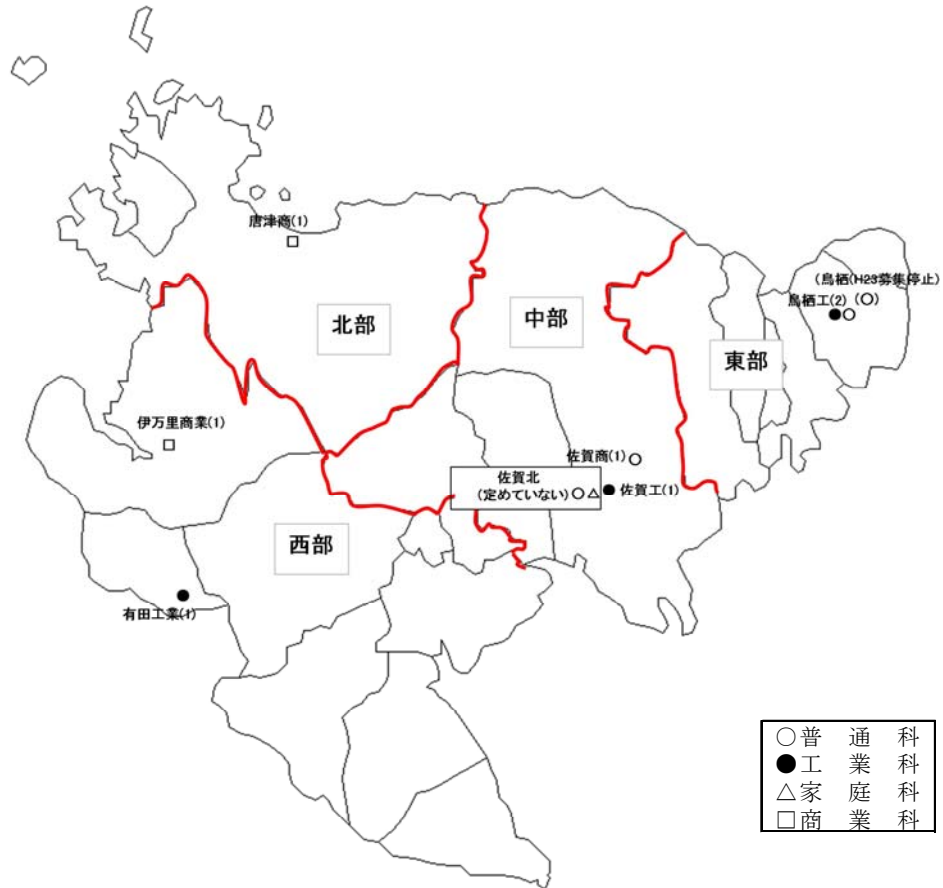 唐津商(1)
□
(鳥栖(H23募集停止)
鳥栖工(2) (○)
●○
北部
中部
東部
伊万里商業(1)
□
佐賀商(1)○
佐賀北
(定めていない)○△
●佐賀工(1)
西部
●
有田工業(1)
○普通科
●工業科
△家庭科
□商業科